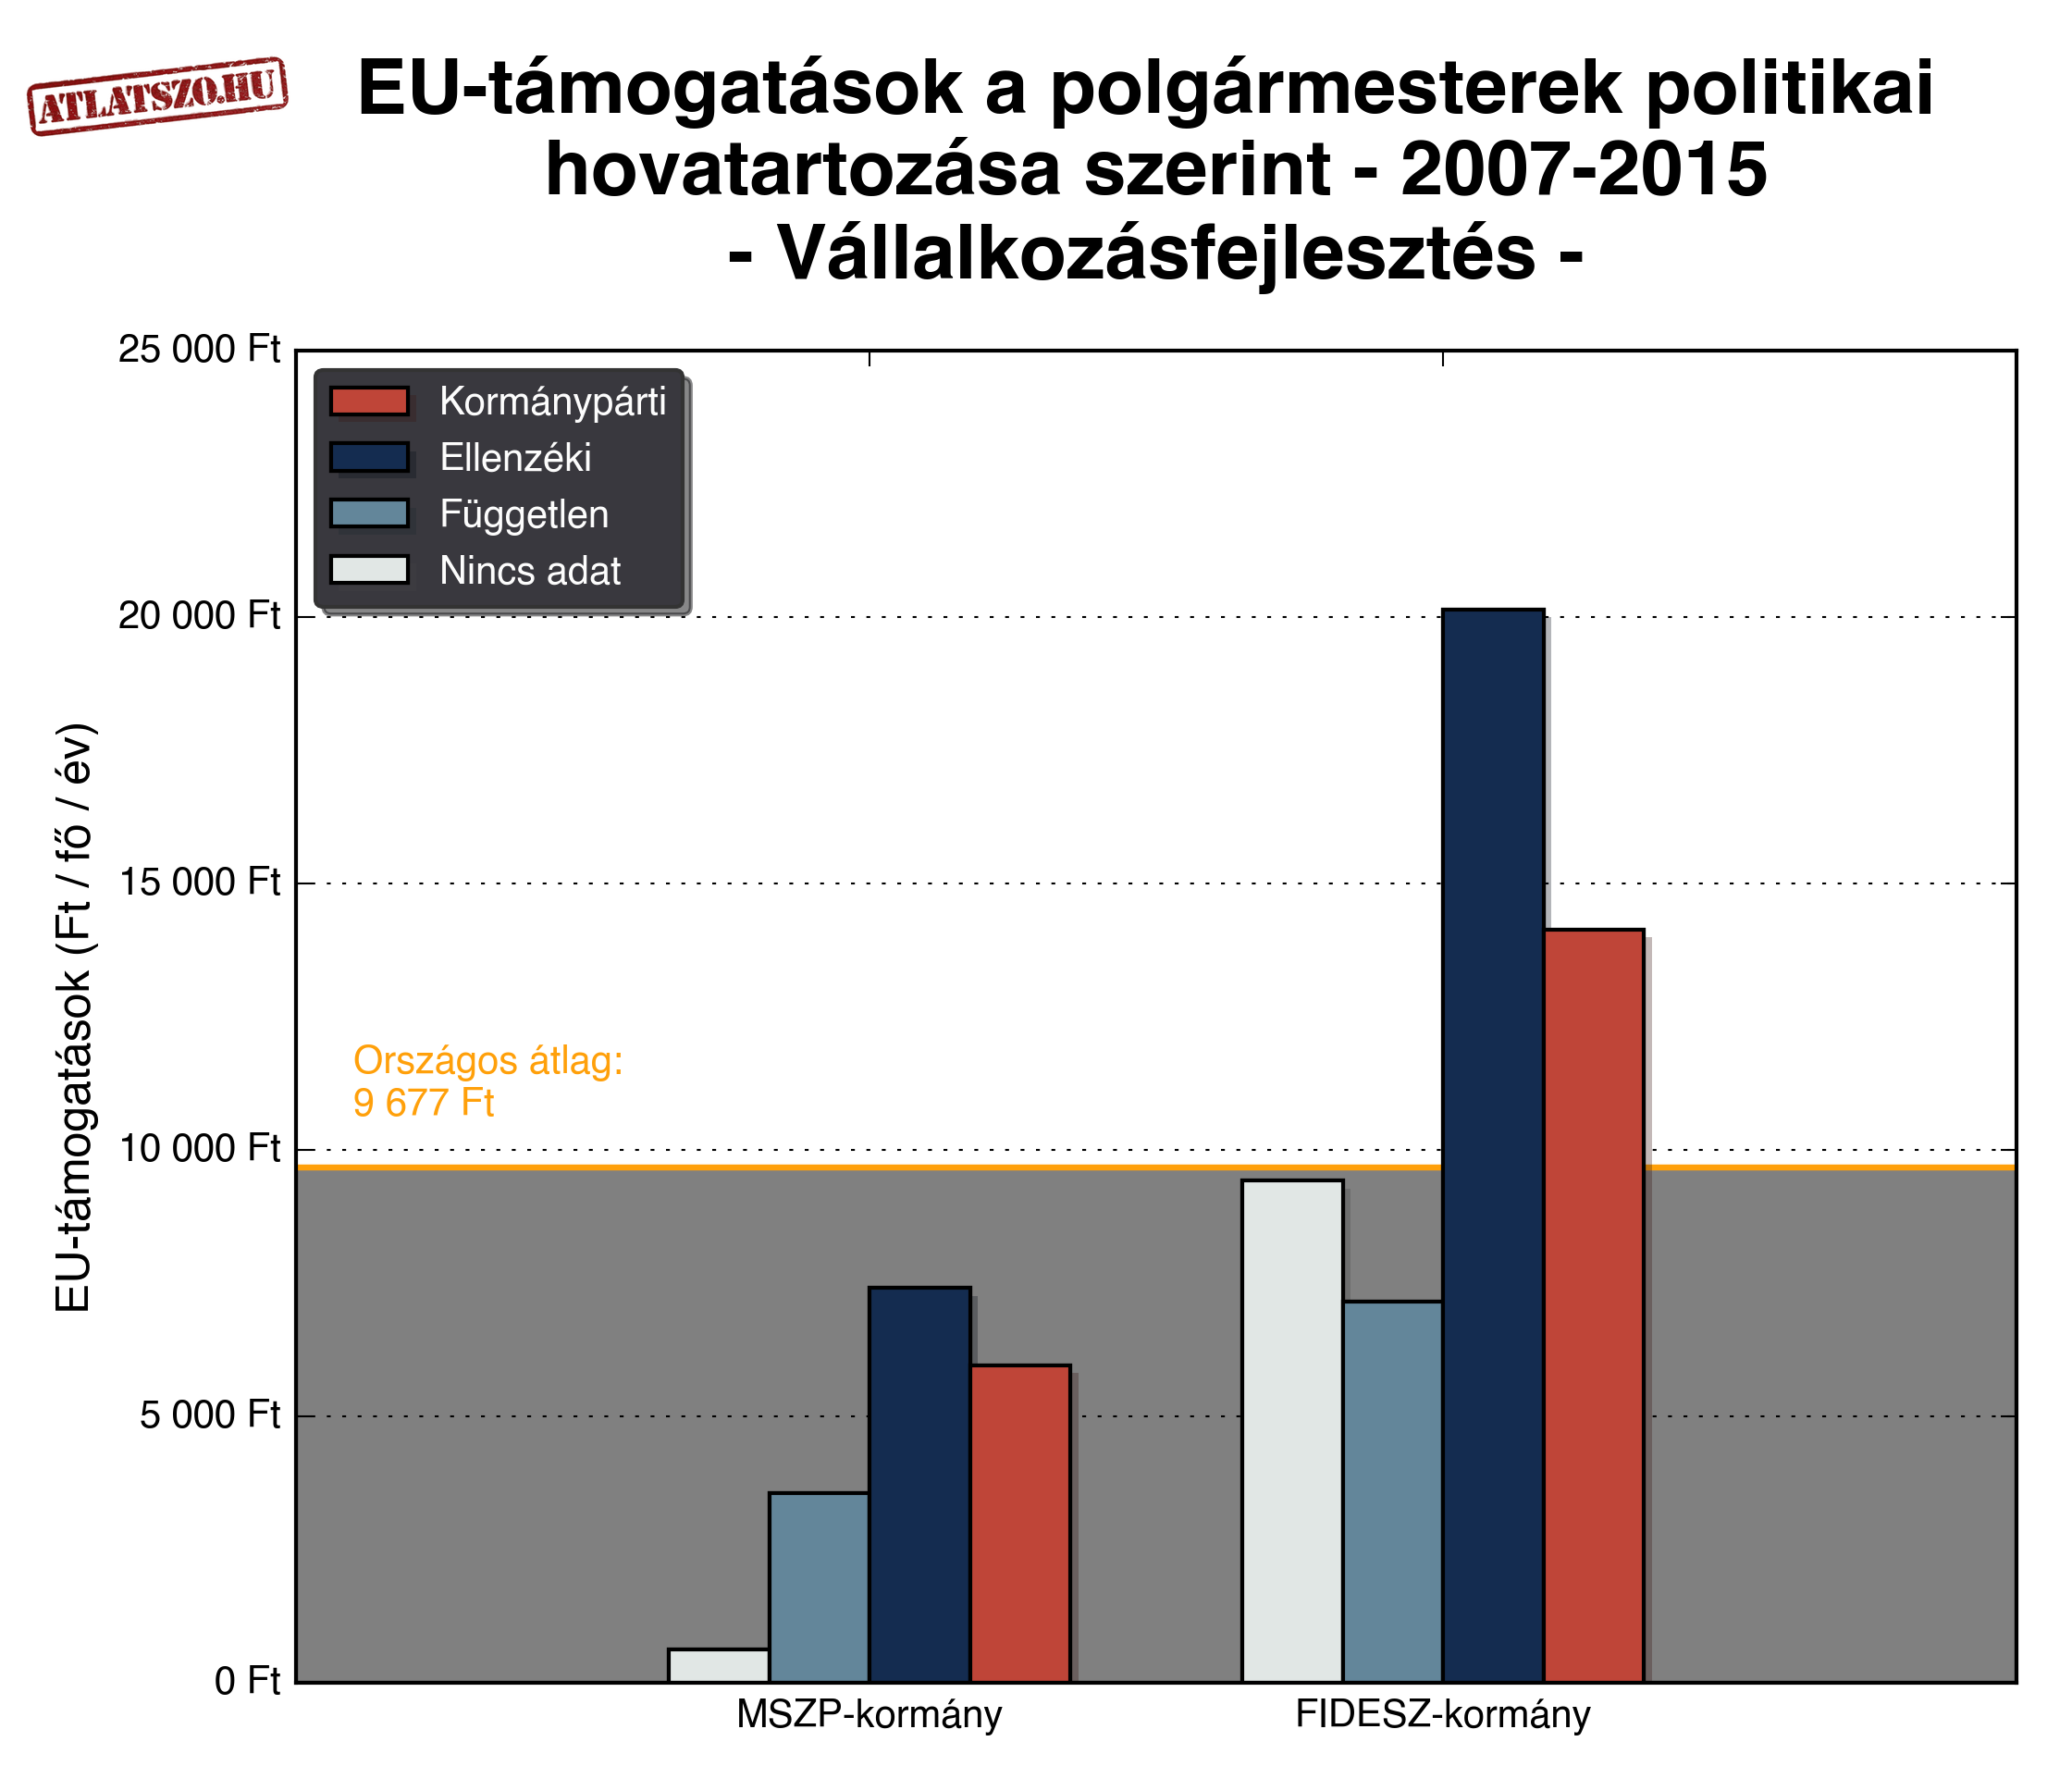 ATLATSZO.HU
EU-támogatások a polgármesterek politikai
hovatartozása szerint - 2007-2015
- Vállalkozásfejlesztés -
25 000 Ft
20 000 Ft
15 000 Ft
10 000 Ft
5 000 Ft
0 Ft
EU-támogatások (Ft / fő / év)
Kormánypárti
Ellenzéki
Független
Nincs adat
Országos átlag:
9 677 Ft
MSZP-kormány
FIDESZ-kormány